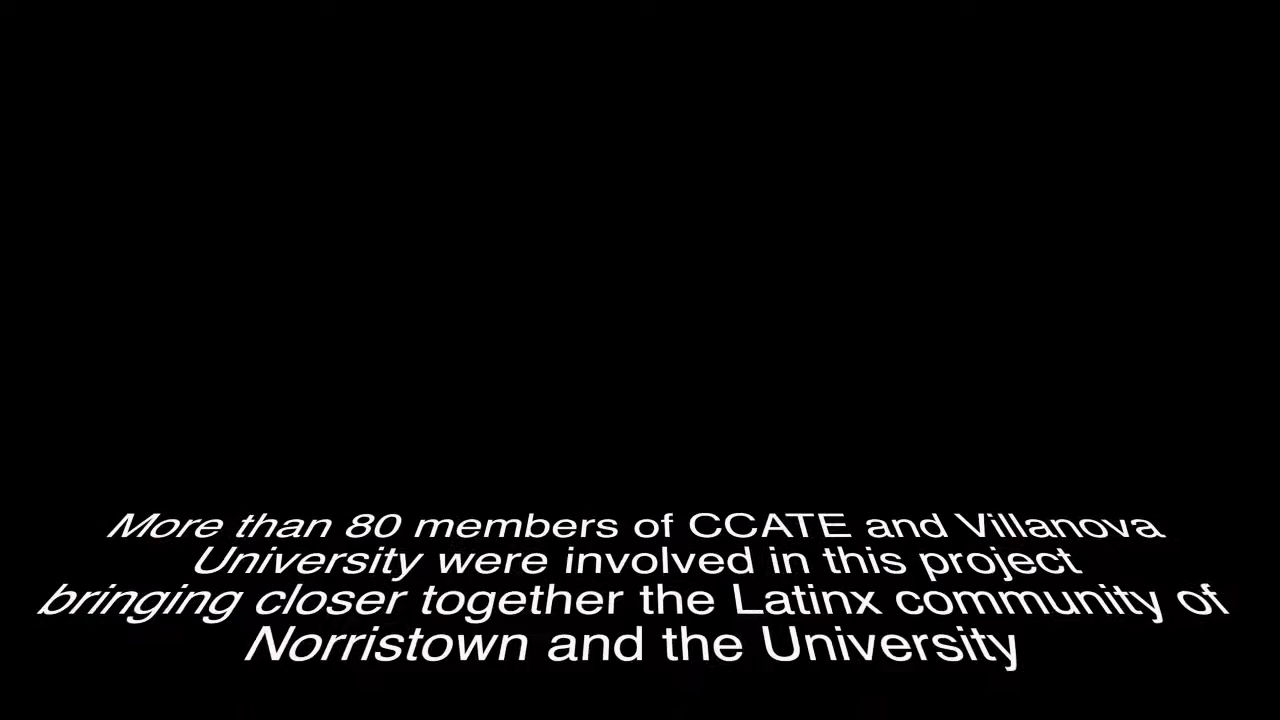 More than 80 members of CCATE and Villanova
University were involved in this project
bringing closer together the Latinx community of
Norristown and the University